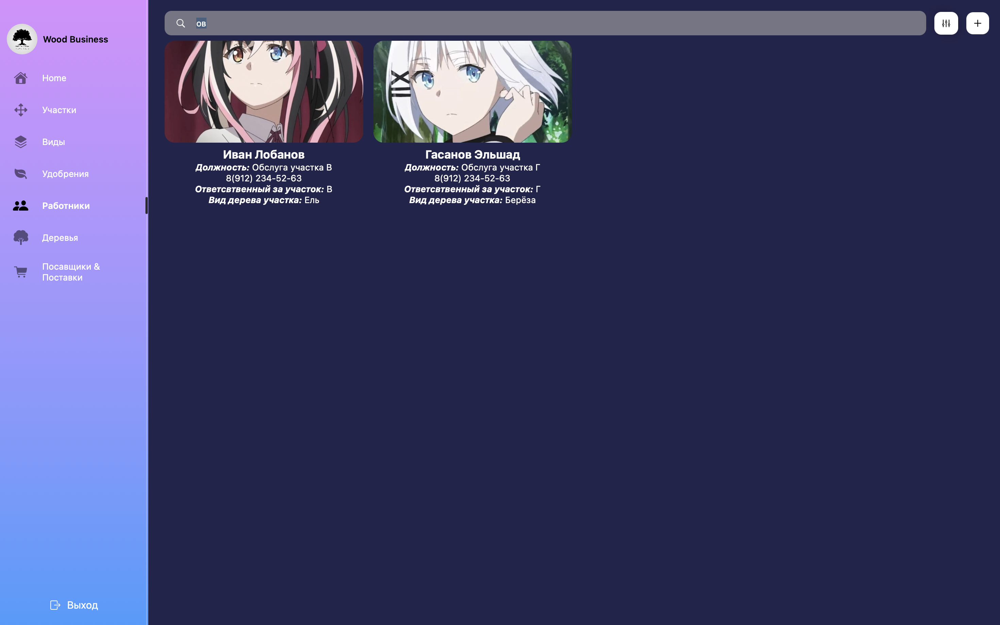 Wood Business
Home
Участки
Виды
Удобрения
Работники
Деревья
Посавщики &
Поставки
Выход
ов
Иван Лобанов
Должность: Обслуга участка В
8(912) 234-52-63
Ответсвтвенный за участок: В
Вид дерева участка: Ель
Гасанов Эльшад
Должность: Обслуга участка Г
8(912) 234-52-63
Ответсвтвенный за участок: Г
Вид дерева участка: Берёза